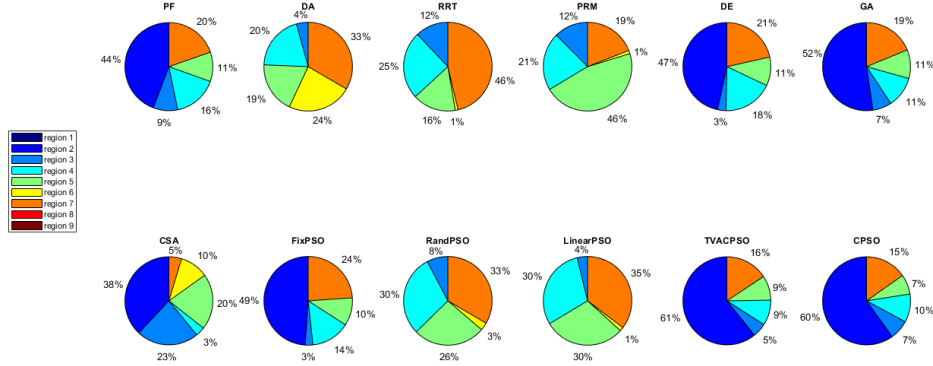 PF
44%
20%
11%
16%
9%
DA
4%
20%
33%
19%
24%
RRT
12%
25%
46%
16%
1%
PRM
12%
19%
1%
21%
46%
DE
21%
47%
11%
18%
3%
GA
19%
52%
11%
11%
7%
region 1
region 2
region 3
region 4
region 5
region 6
region 7
region 8
region 9
CSA
5%
10%
38%
20%
3%
23%
FixPSO
24%
49%
10%
14%
3%
RandPSO
8%
33%
30%
3%
26%
LinearPSO
4%
35%
30%
1%
30%
TVACPSO
16%
9%
61%
9%
5%
CPSO
15%
7%
60%
10%
7%